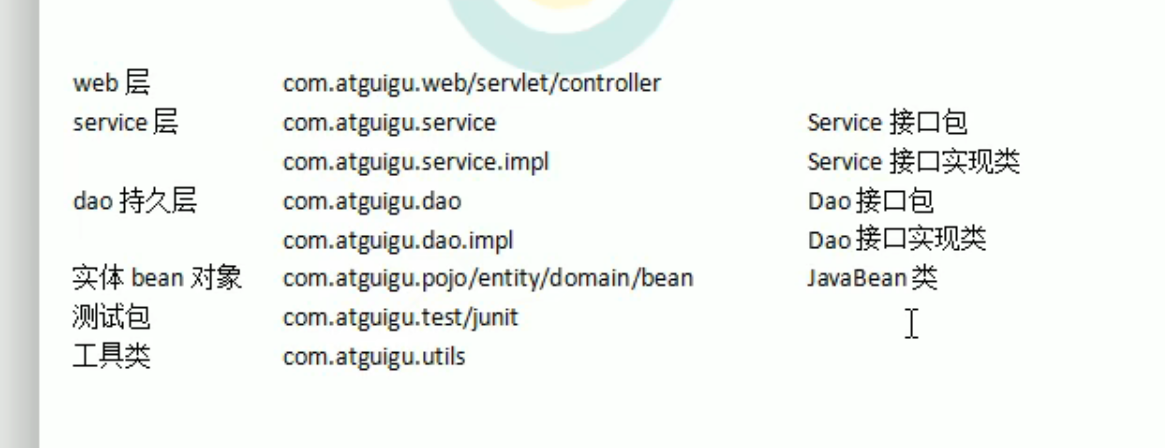 web 层 com.atguigu.web/servlet/controller
service 层 com.atguigu.service Service 接口包
com.atguigu.service.impl Service 接口实现类
dao 持久层 com.atguigu.dao Dao 接口包
com.atguigu.dao.impl Dao 接口实现类
实体 bean 对象 com.atguigu.pojo/entity/domain/bean JavaBean 类
测试包 com.atguigu.test/junit
工具类 com.atguigu.utils